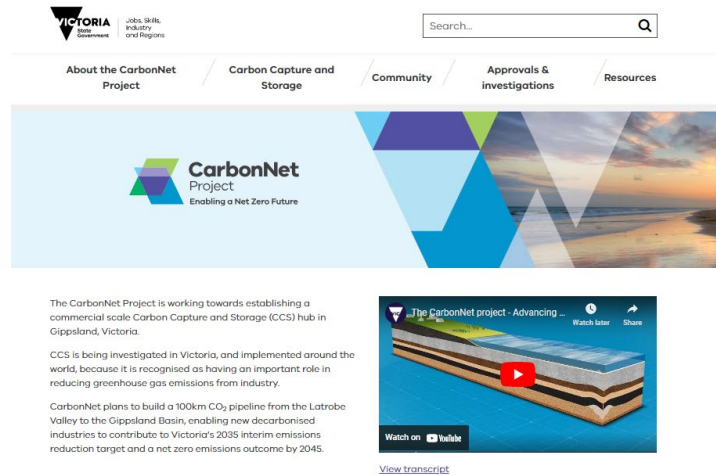 VICTORIA
State
Government
Jobs, Skills,
Industry
and Regions
Search...
About the CarbonNet
Project
Carbon Capture and
Storage
Community
Approvals &
investigations
Resources
CarbonNet
Project
Enabling a Net Zero Future
The CarbonNet Project is working towards establishing a
commercial scale Carbon Capture and Storage (CCS) hub in
Gippsland, Victoria.
CCS is being investigated in Victoria, and implemented around the
world, because it is recognised as having an important role in
reducing greenhouse gas emissions from industry.
CarbonNet plans to build a 100km CO₂ pipeline from the Latrobe
Valley to the Gippsland Basin, enabling new decarbonised
industries to contribute to Victoria's 2035 interim emissions
reduction target and a net zero emissions outcome by 2045.
The CarbonNet project - Advancing ...
Watch later
Share
Watch on YouTube
View transcript